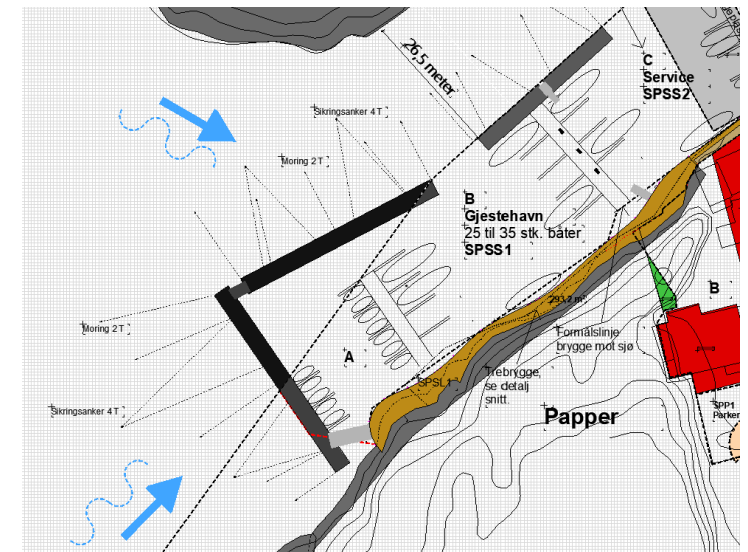 26,5 meter
C
Service
SPSS2
Sikringsanker 4 T
Moring 2 T
B
Gjestehavn
25 til 35 stk. båter
SPSS1
293,2 m²
B
Moring 2 T
Formålslinje
brygge mot sjø
A
SPSL1
Trebrygge,
se detalj
snitt.
Sikringsanker 4 T
Papper
SPP1
Parker